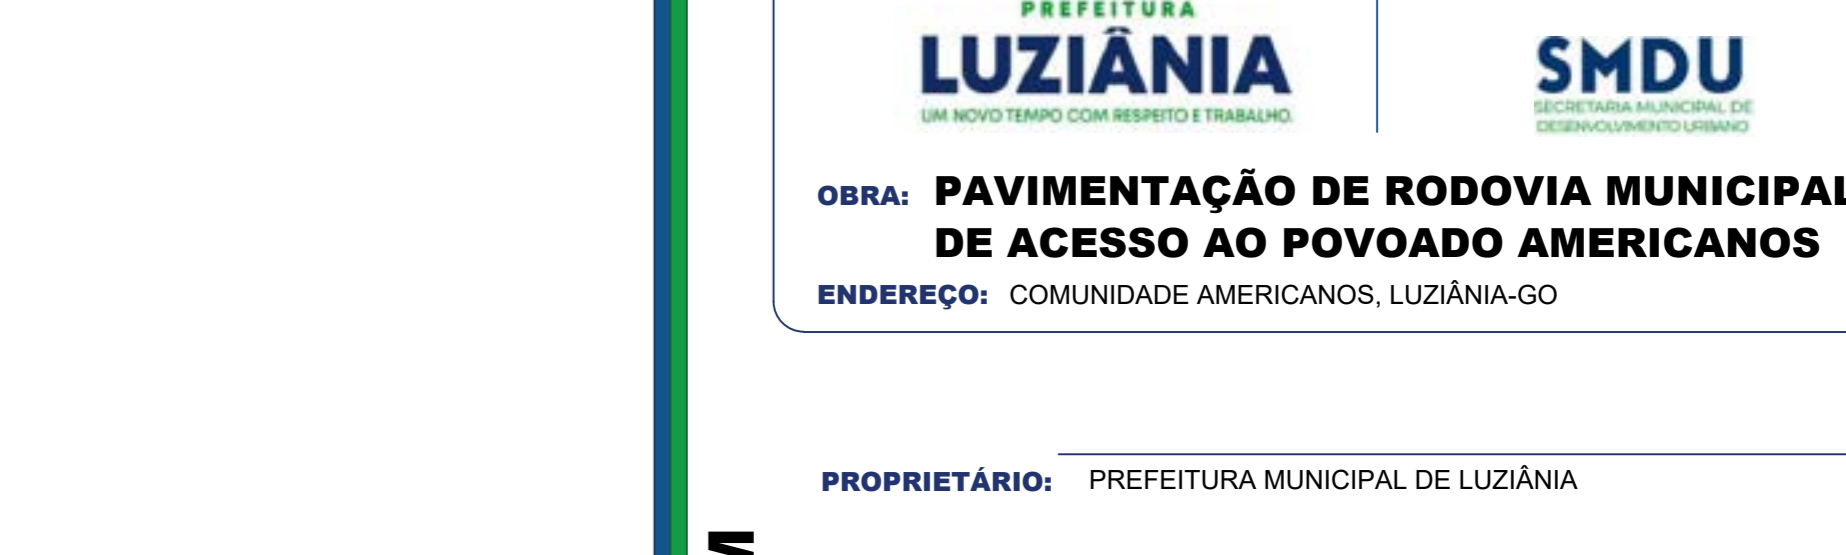 PREFEITURA
LUZIÂNIA
UM NOVO TEMPO COM RESPEITO E TRABALHO.
SMDU
SECRETARIA MUNICIPAL DE
DESENVOLVIMENTO URBANO
OBRA: PAVIMENTAÇÃO DE RODOVIA MUNICIPAL
DE ACESSO AO POVOADO AMERICANOS
ENDEREÇO: COMUNIDADE AMERICANOS, LUZIÂNIA-GO
PROPRIETÁRIO: PREFEITURA MUNICIPAL DE LUZIÂNIA